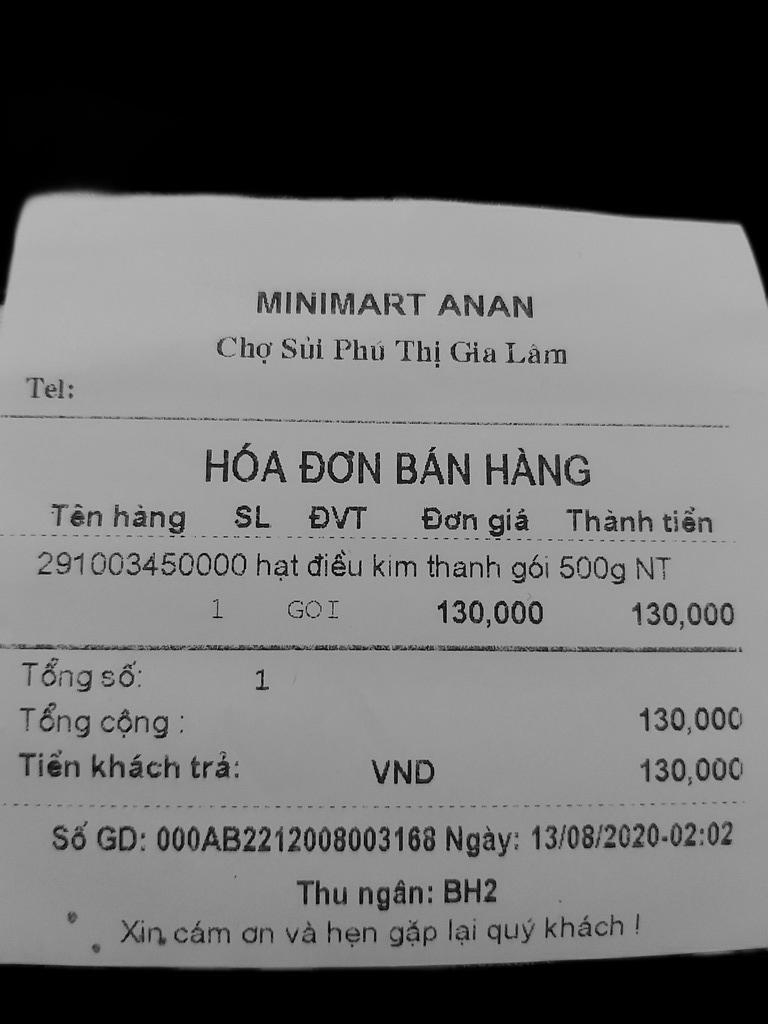 MINIMART ANAN
Chợ Sủi Phú Thị Gia Lâm
Tel:
HÓA ĐƠN BÁN HÀNG
Tên hàng SL ĐVT Đơn giá Thành tiền
291003450000 hạt điều kim thanh gói 500g NT
1 GOI 130,000 130,000
Tổng số: 1
Tổng cộng : 130,000
Tiền khách trả: VND 130,000
Số GD: 000AB2212008003168 Ngày: 13/08/2020-02:02
Thu ngân: BH2
Xin cám ơn và hẹn gặp lại quý khách !